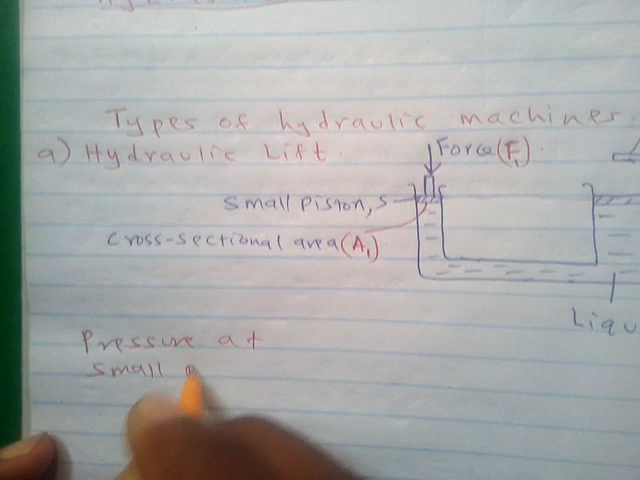 Types of hydraulic machines.
a) Hydraulic Lift.
Force (F1).
Small piston, S
Cross-sectional area (A1)
Liqu
Pressure at
small